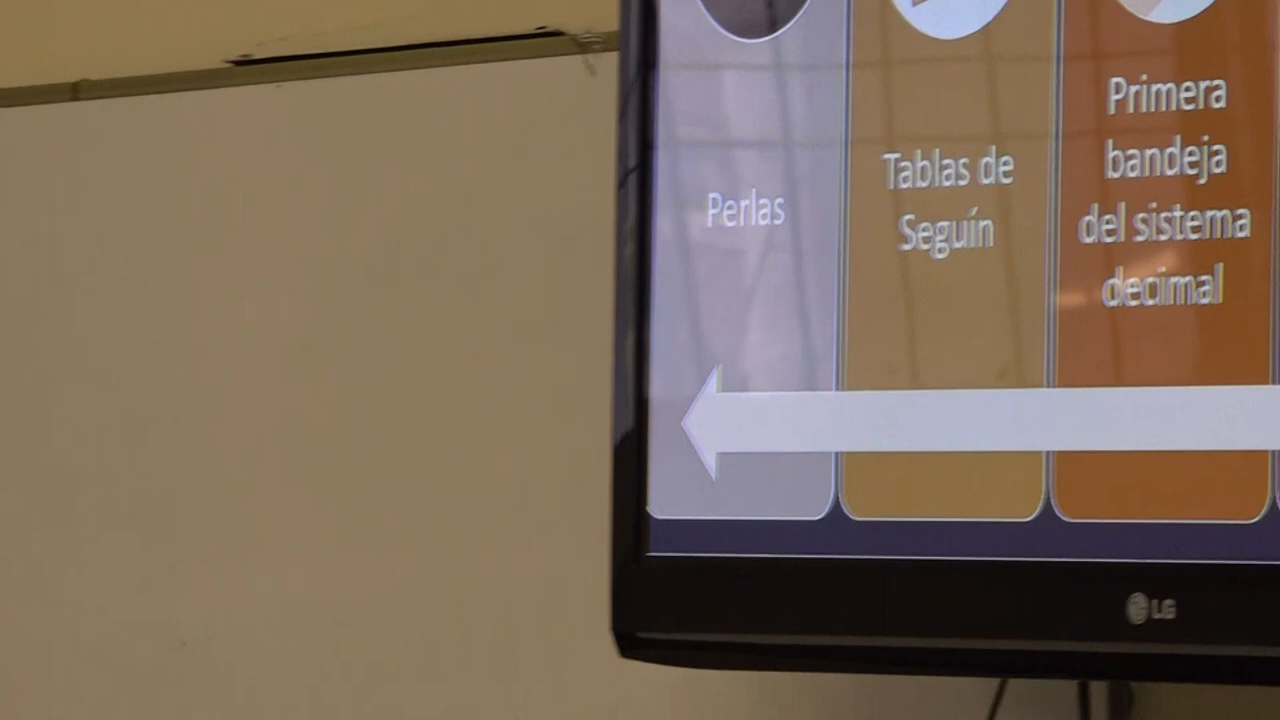 Perlas
Tablas de
Seguín
Primera
bandeja
del sistema
decimal
LG